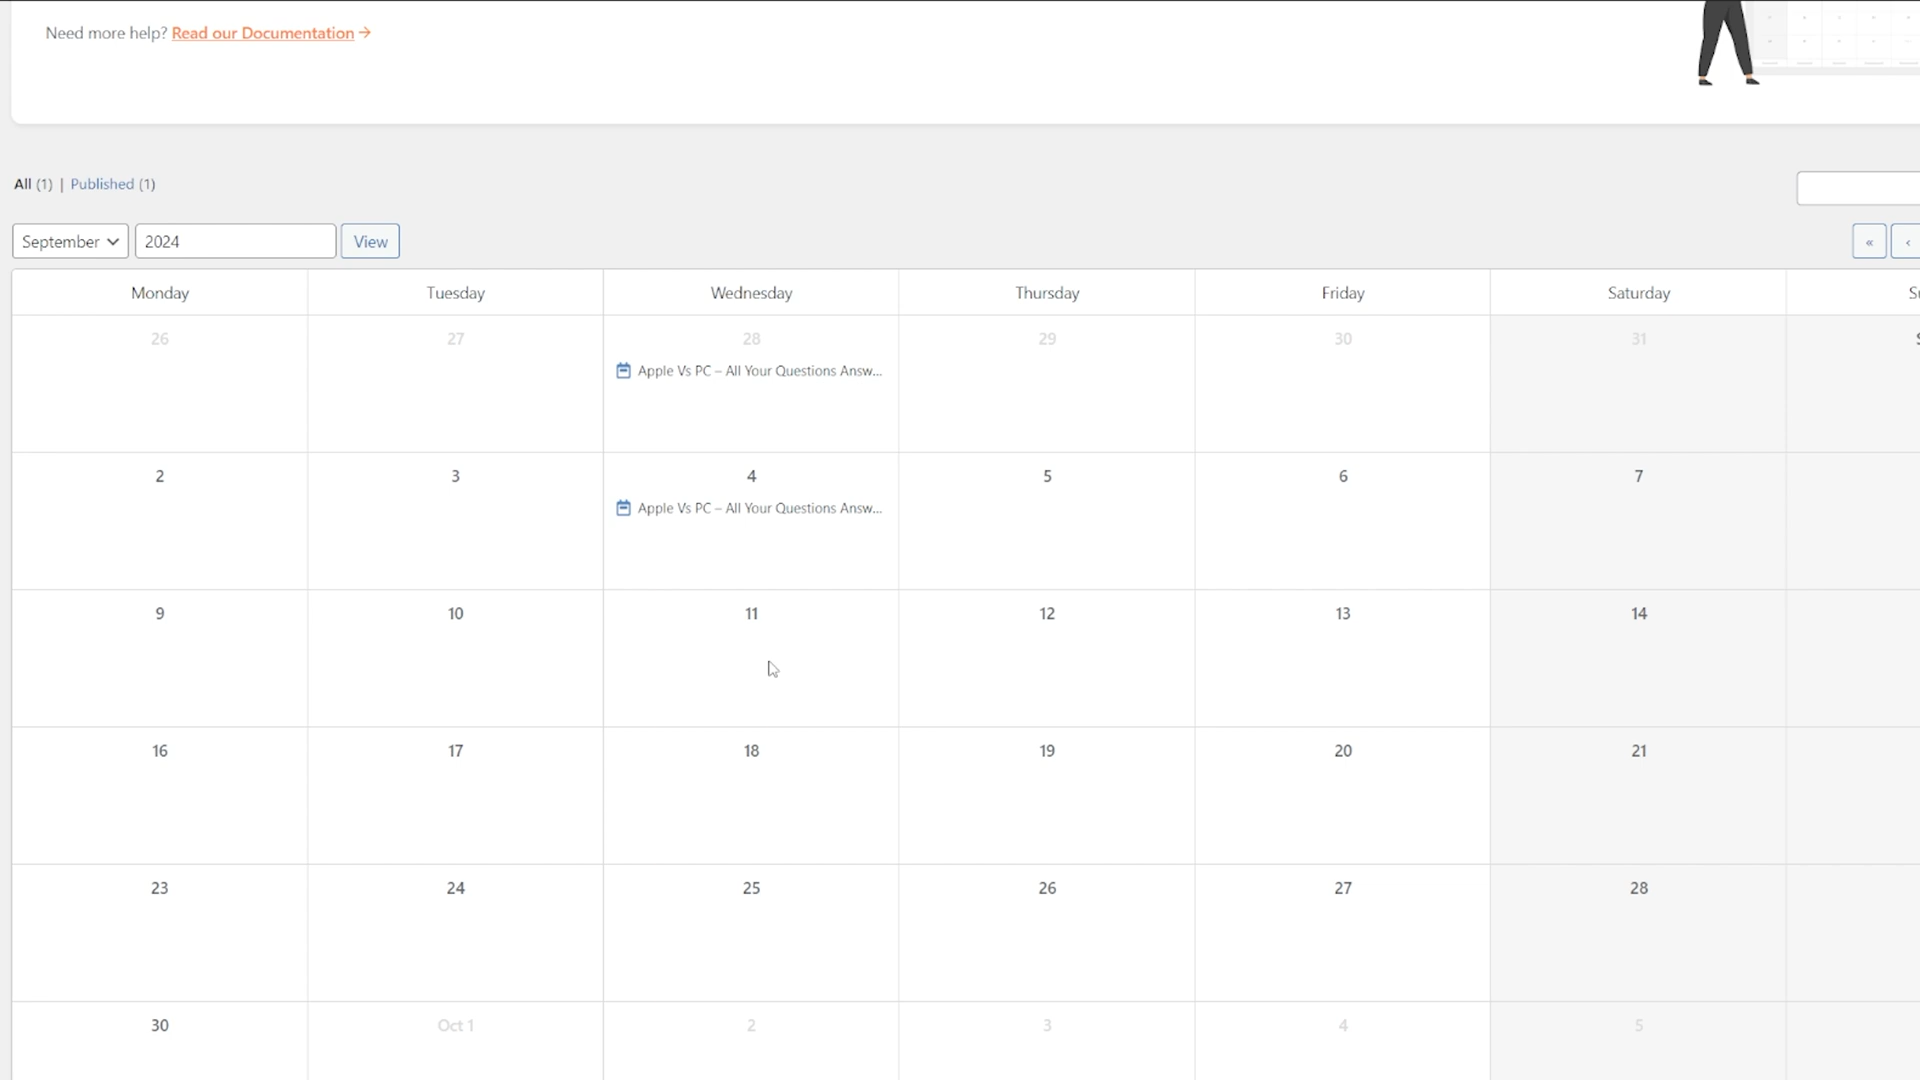 Need more help? Read our Documentation →
All (1) | Published (1)
September 2024 View « ‹
Monday Tuesday Wednesday Thursday Friday Saturday
26 27 28 29 30 31
Apple Vs PC – All Your Questions Answ...
2 3 4 5 6 7
Apple Vs PC – All Your Questions Answ...
9 10 11 12 13 14
16 17 18 19 20 21
23 24 25 26 27 28
30 Oct 1 2 3 4 5